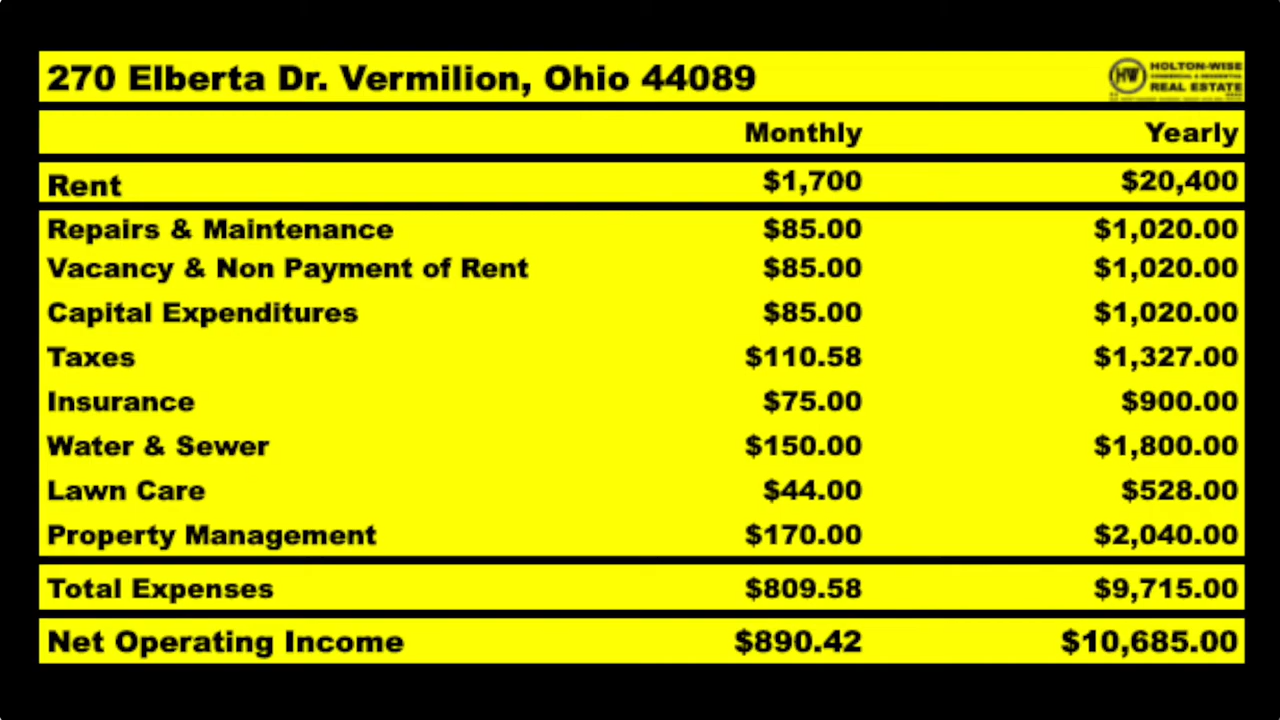 270 Elberta Dr. Vermilion, Ohio 44089
HW
HOLTON-WISE
COMMERCIAL & RESIDENTIAL
REAL ESTATE
Monthly Yearly
Rent $1,700 $20,400
Repairs & Maintenance $85.00 $1,020.00
Vacancy & Non Payment of Rent $85.00 $1,020.00
Capital Expenditures $85.00 $1,020.00
Taxes $110.58 $1,327.00
Insurance $75.00 $900.00
Water & Sewer $150.00 $1,800.00
Lawn Care $44.00 $528.00
Property Management $170.00 $2,040.00
Total Expenses $809.58 $9,715.00
Net Operating Income $890.42 $10,685.00